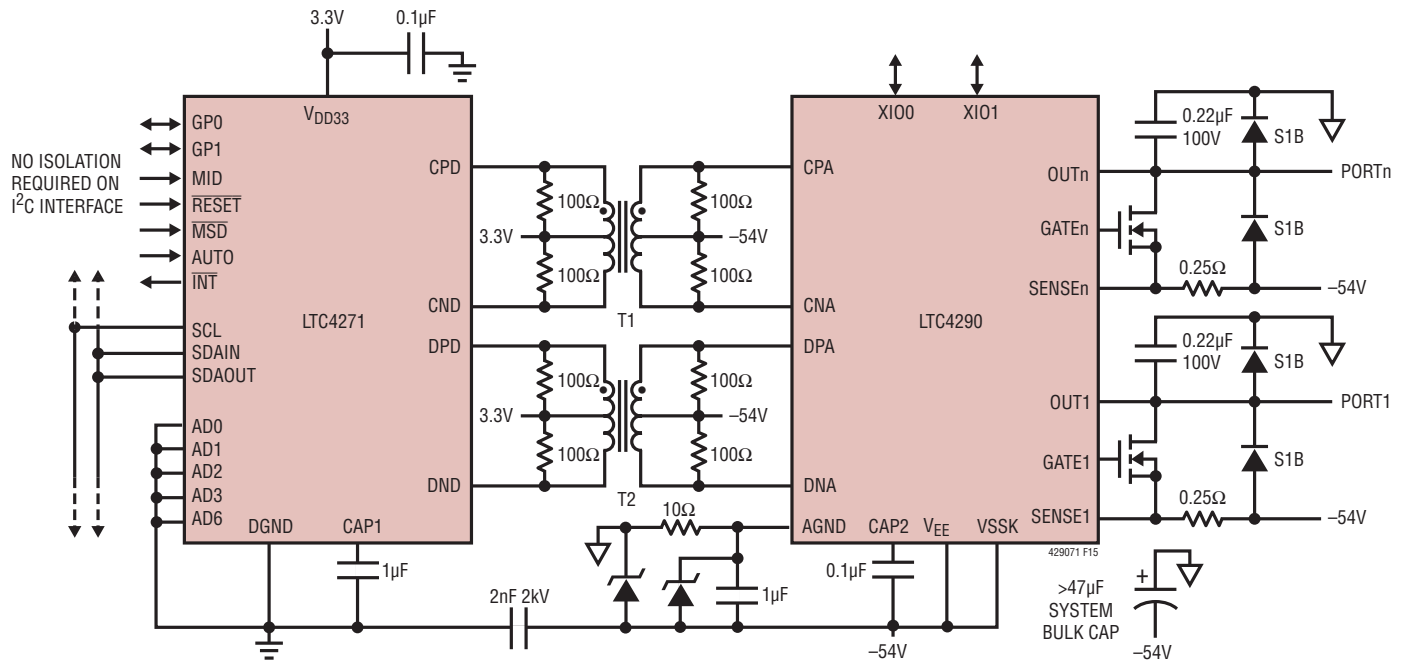 3.3V
0.1µF
VDD33
GP0
GP1
MID
RESET
MSD
AUTO
INT
NO ISOLATION
REQUIRED ON
I2C INTERFACE
SCL
SDAIN
SDAOUT
AD0
AD1
AD2
AD3
AD6
LTC4271
CPD
CND
DPD
DND
DGND
CAP1
1µF
100Ω
100Ω
3.3V
100Ω
100Ω
–54V
T1
100Ω
100Ω
3.3V
100Ω
100Ω
–54V
T2
10Ω
2nF 2kV
1µF
XIO0
XIO1
CPA
CNA
DPA
DNA
LTC4290
AGND
CAP2
VEE
VSSK
0.1µF
–54V
OUTn
GATEn
SENSEn
OUT1
GATE1
SENSE1
429071 F15
0.22µF
100V
S1B
PORTn
S1B
0.25Ω
–54V
0.22µF
100V
S1B
PORT1
S1B
0.25Ω
–54V
>47µF
SYSTEM
BULK CAP
+
–54V